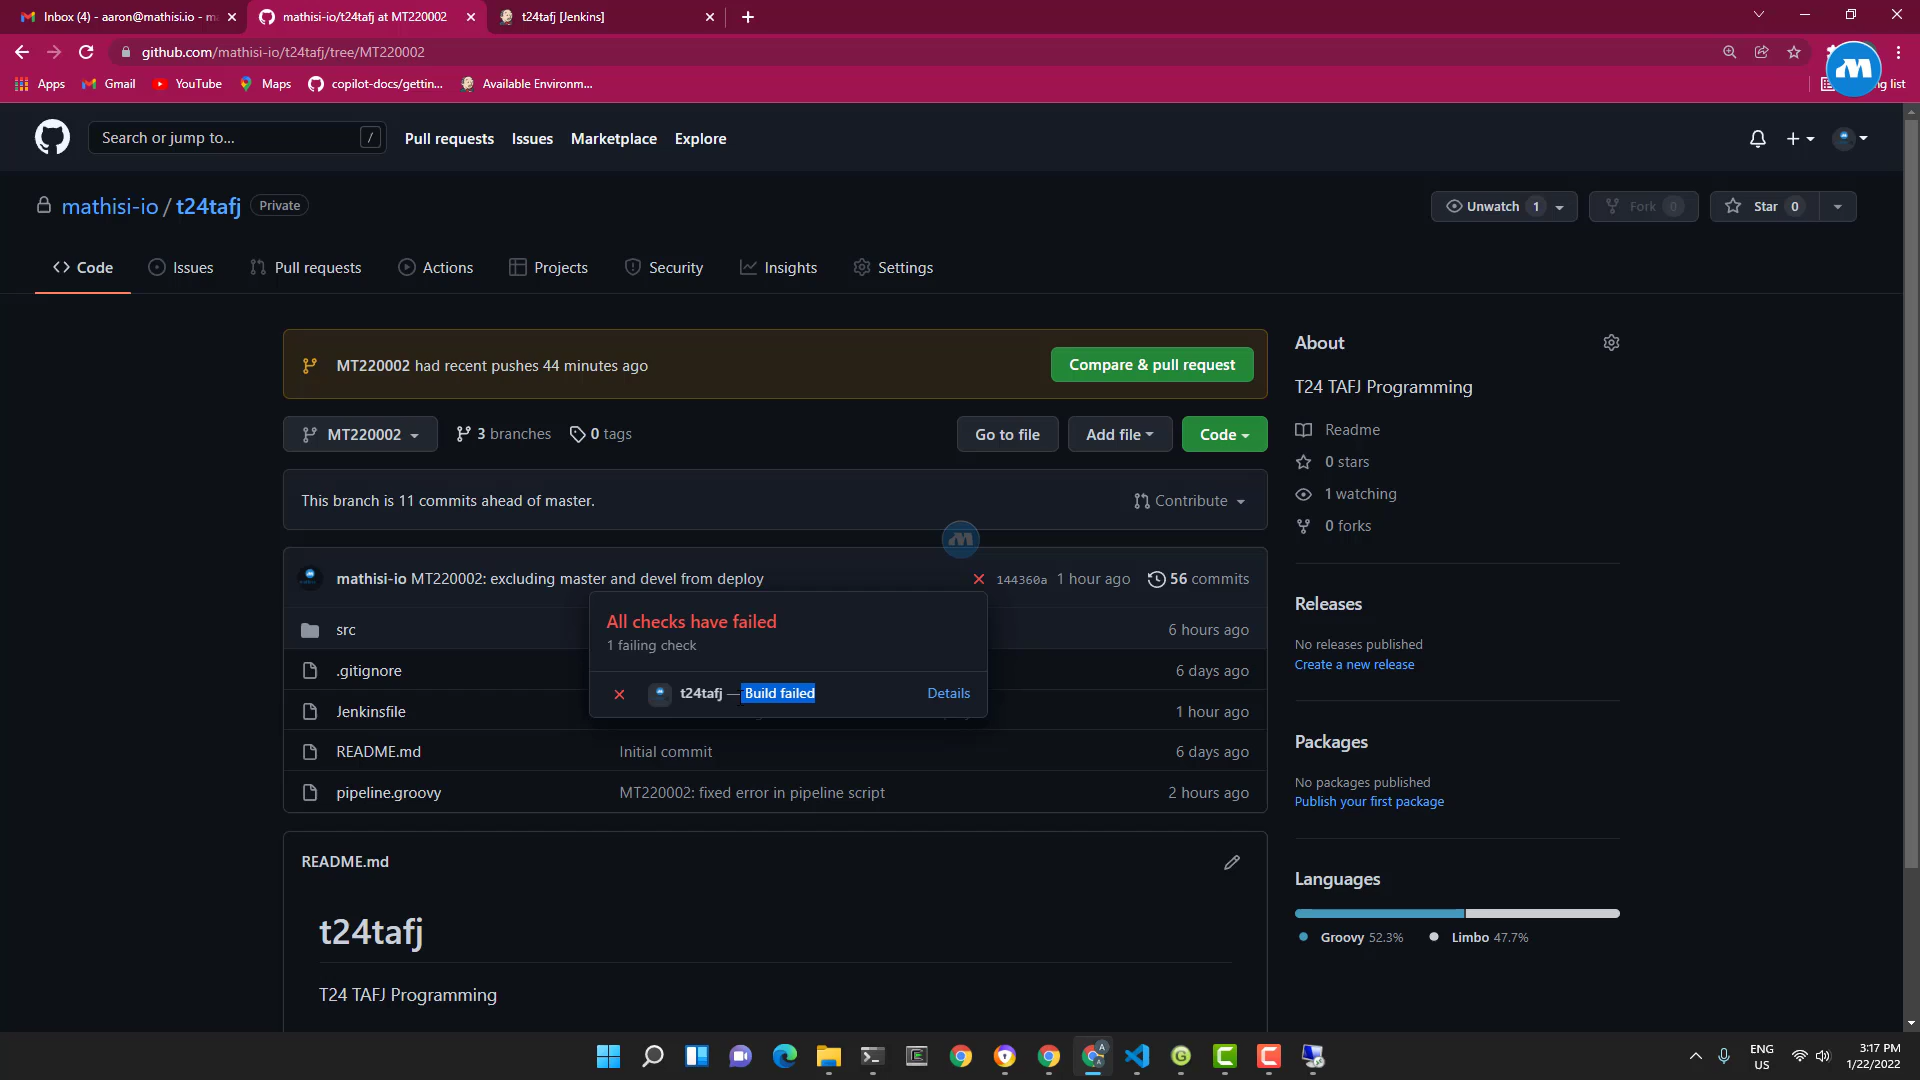 Inbox (4) - aaron@mathisi.io - m
mathisi-io/t24tafj at MT220002
t24tafj [Jenkins]
github.com/mathisi-io/t24tafj/tree/MT220002
Apps
Gmail
YouTube
Maps
copilot-docs/gettin...
Available Environm...
g list
Search or jump to...
/
Pull requests
Issues
Marketplace
Explore
mathisi-io / t24tafj
Private
Unwatch 1
Fork 0
Star 0
Code
Issues
Pull requests
Actions
Projects
Security
Insights
Settings
MT220002 had recent pushes 44 minutes ago
Compare & pull request
MT220002
3 branches
0 tags
Go to file
Add file
Code
This branch is 11 commits ahead of master.
Contribute
mathisi-io MT220002: excluding master and devel from deploy
144360a 1 hour ago
56 commits
All checks have failed
1 failing check
t24tafj — Build failed
Details
src
6 hours ago
.gitignore
6 days ago
Jenkinsfile
1 hour ago
README.md
Initial commit
6 days ago
pipeline.groovy
MT220002: fixed error in pipeline script
2 hours ago
README.md
t24tafj
T24 TAFJ Programming
About
T24 TAFJ Programming
Readme
0 stars
1 watching
0 forks
Releases
No releases published
Create a new release
Packages
No packages published
Publish your first package
Languages
Groovy 52.3%
Limbo 47.7%
ENG
US
3:17 PM
1/22/2022